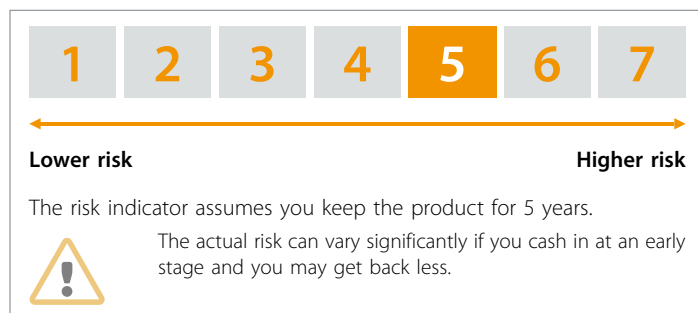 1 2 3 4 5 6 7
Lower risk Higher risk
The risk indicator assumes you keep the product for 5 years.
The actual risk can vary significantly if you cash in at an early
stage and you may get back less.